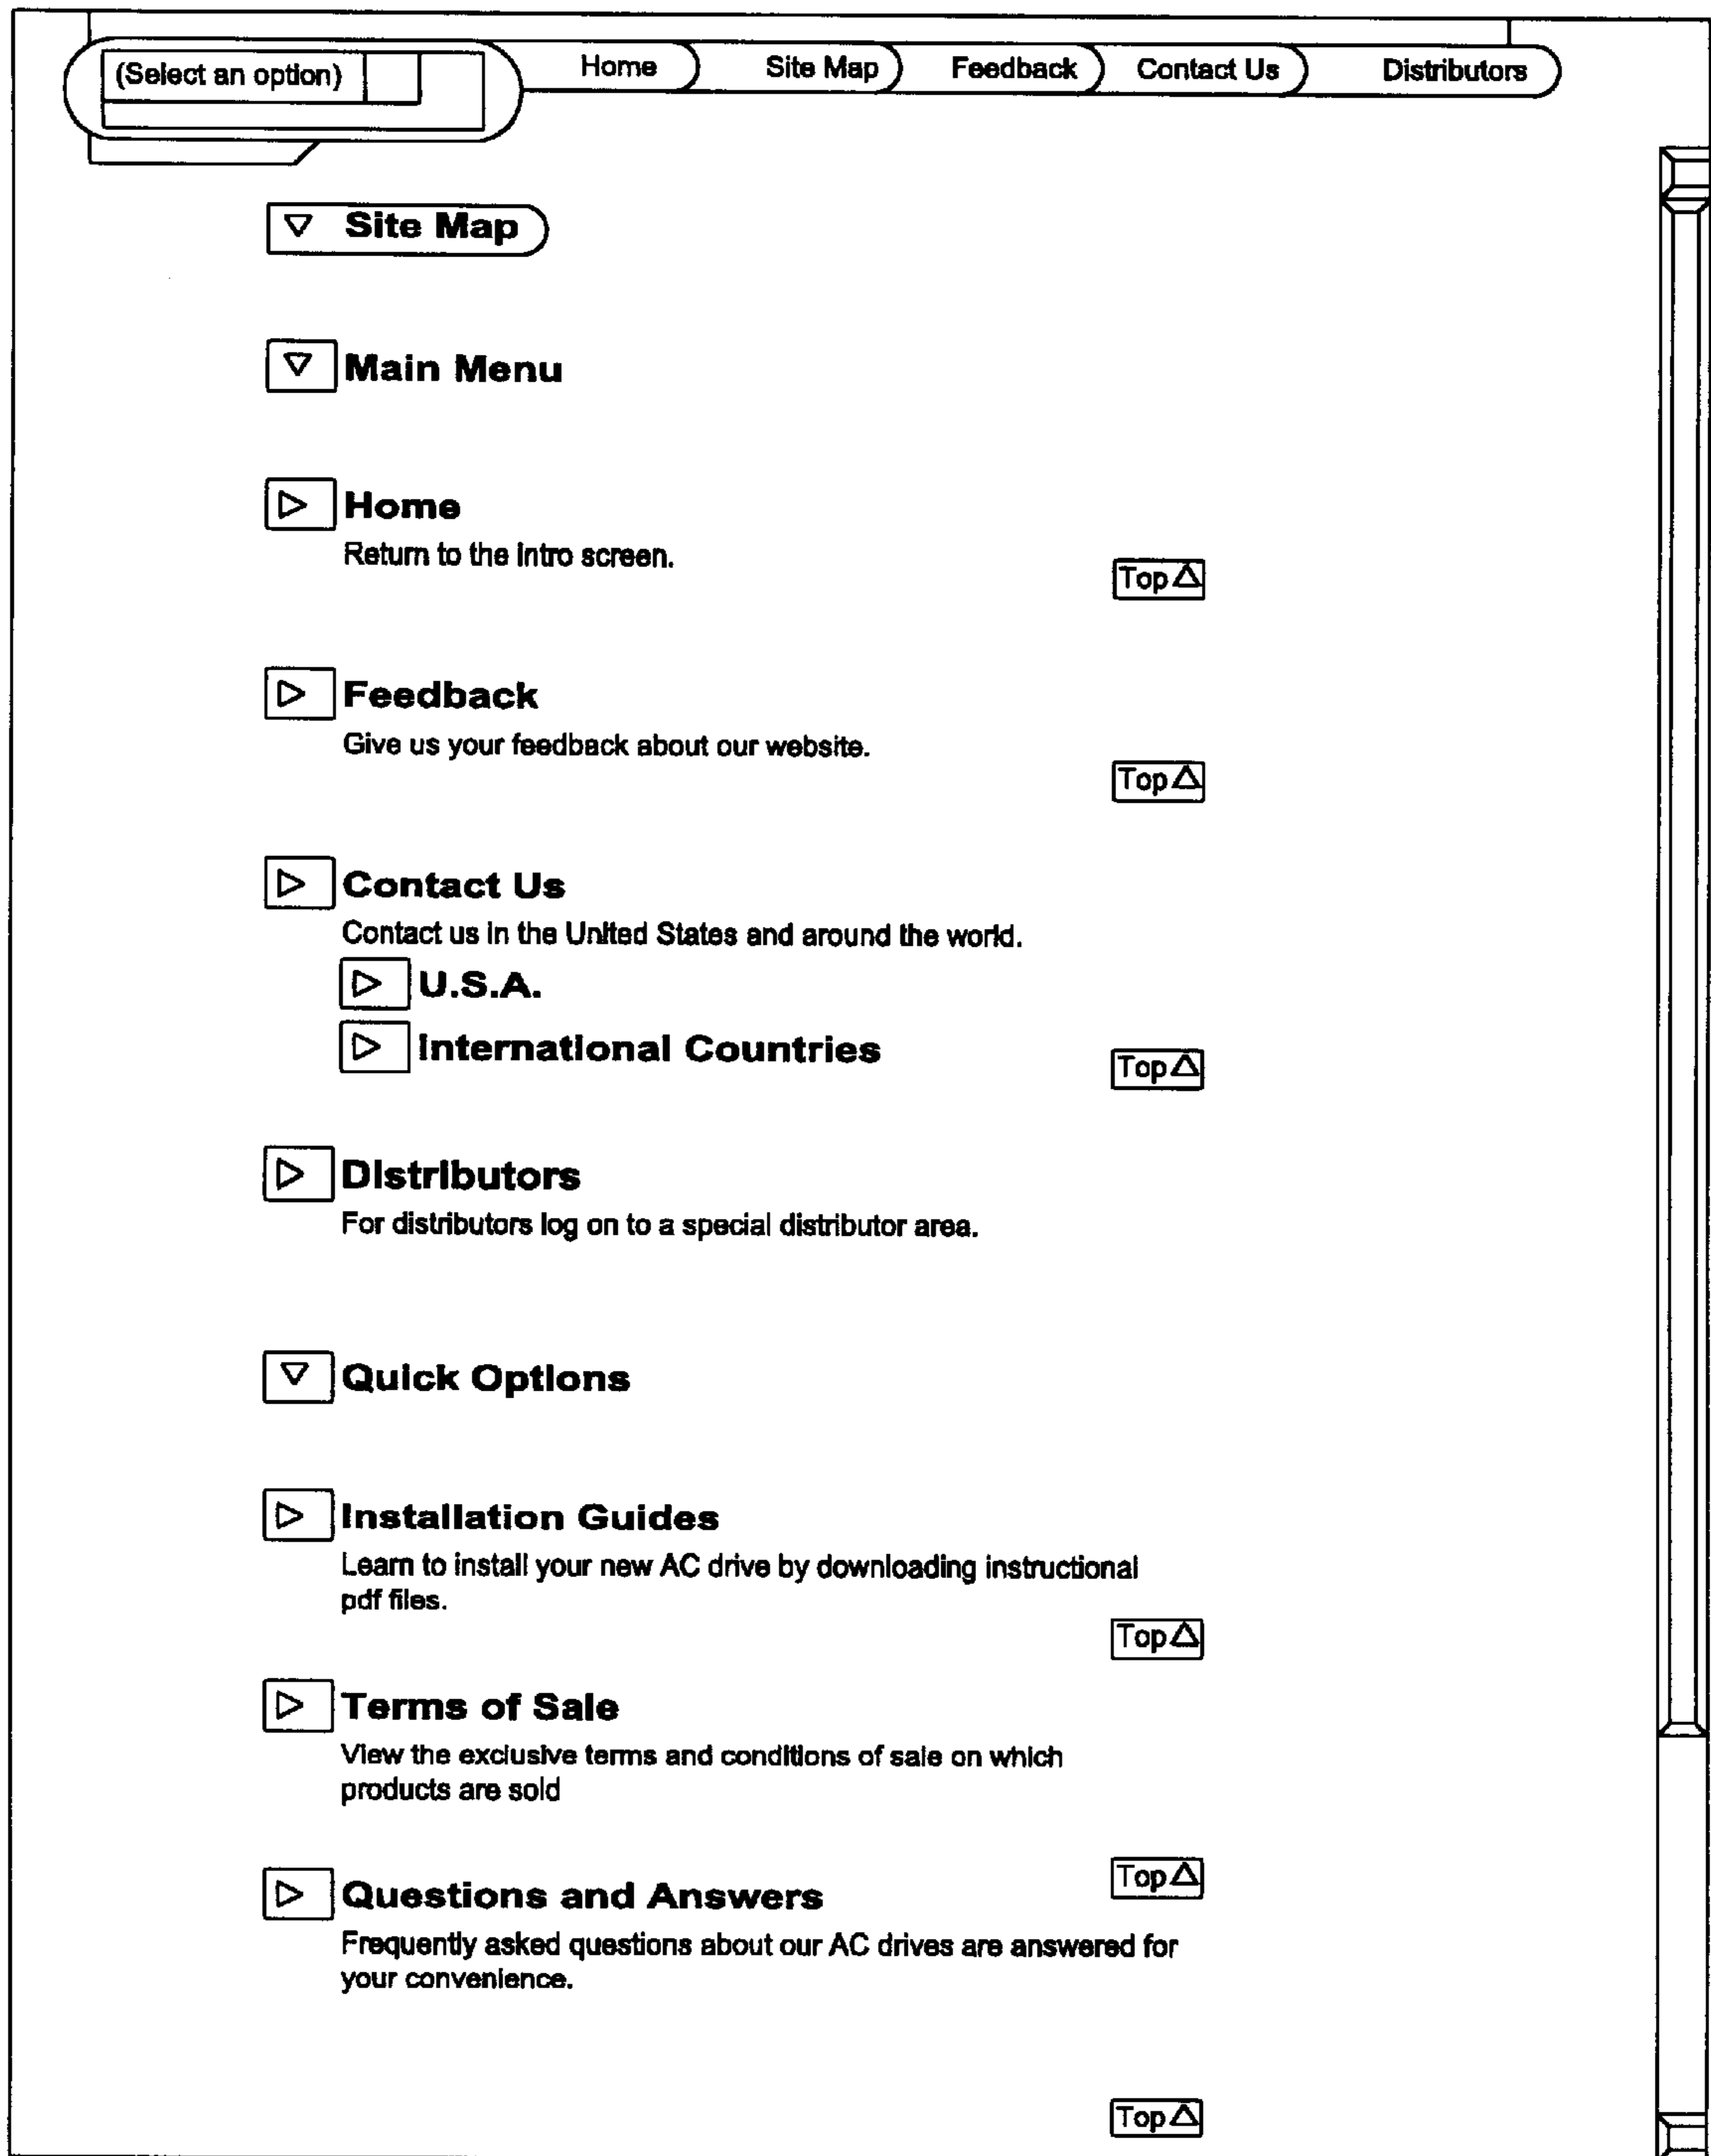 (Select an option) Home Site Map Feedback Contact Us Distributors
Site Map
Main Menu
Home
Return to the intro screen.
Top
Feedback
Give us your feedback about our website.
Top
Contact Us
Contact us in the United States and around the world.
U.S.A.
International Countries
Top
Distributors
For distributors log on to a special distributor area.
Quick Options
Installation Guides
Learn to install your new AC drive by downloading instructional
pdf files.
Top
Terms of Sale
View the exclusive terms and conditions of sale on which
products are sold
Top
Questions and Answers
Frequently asked questions about our AC drives are answered for
your convenience.
Top